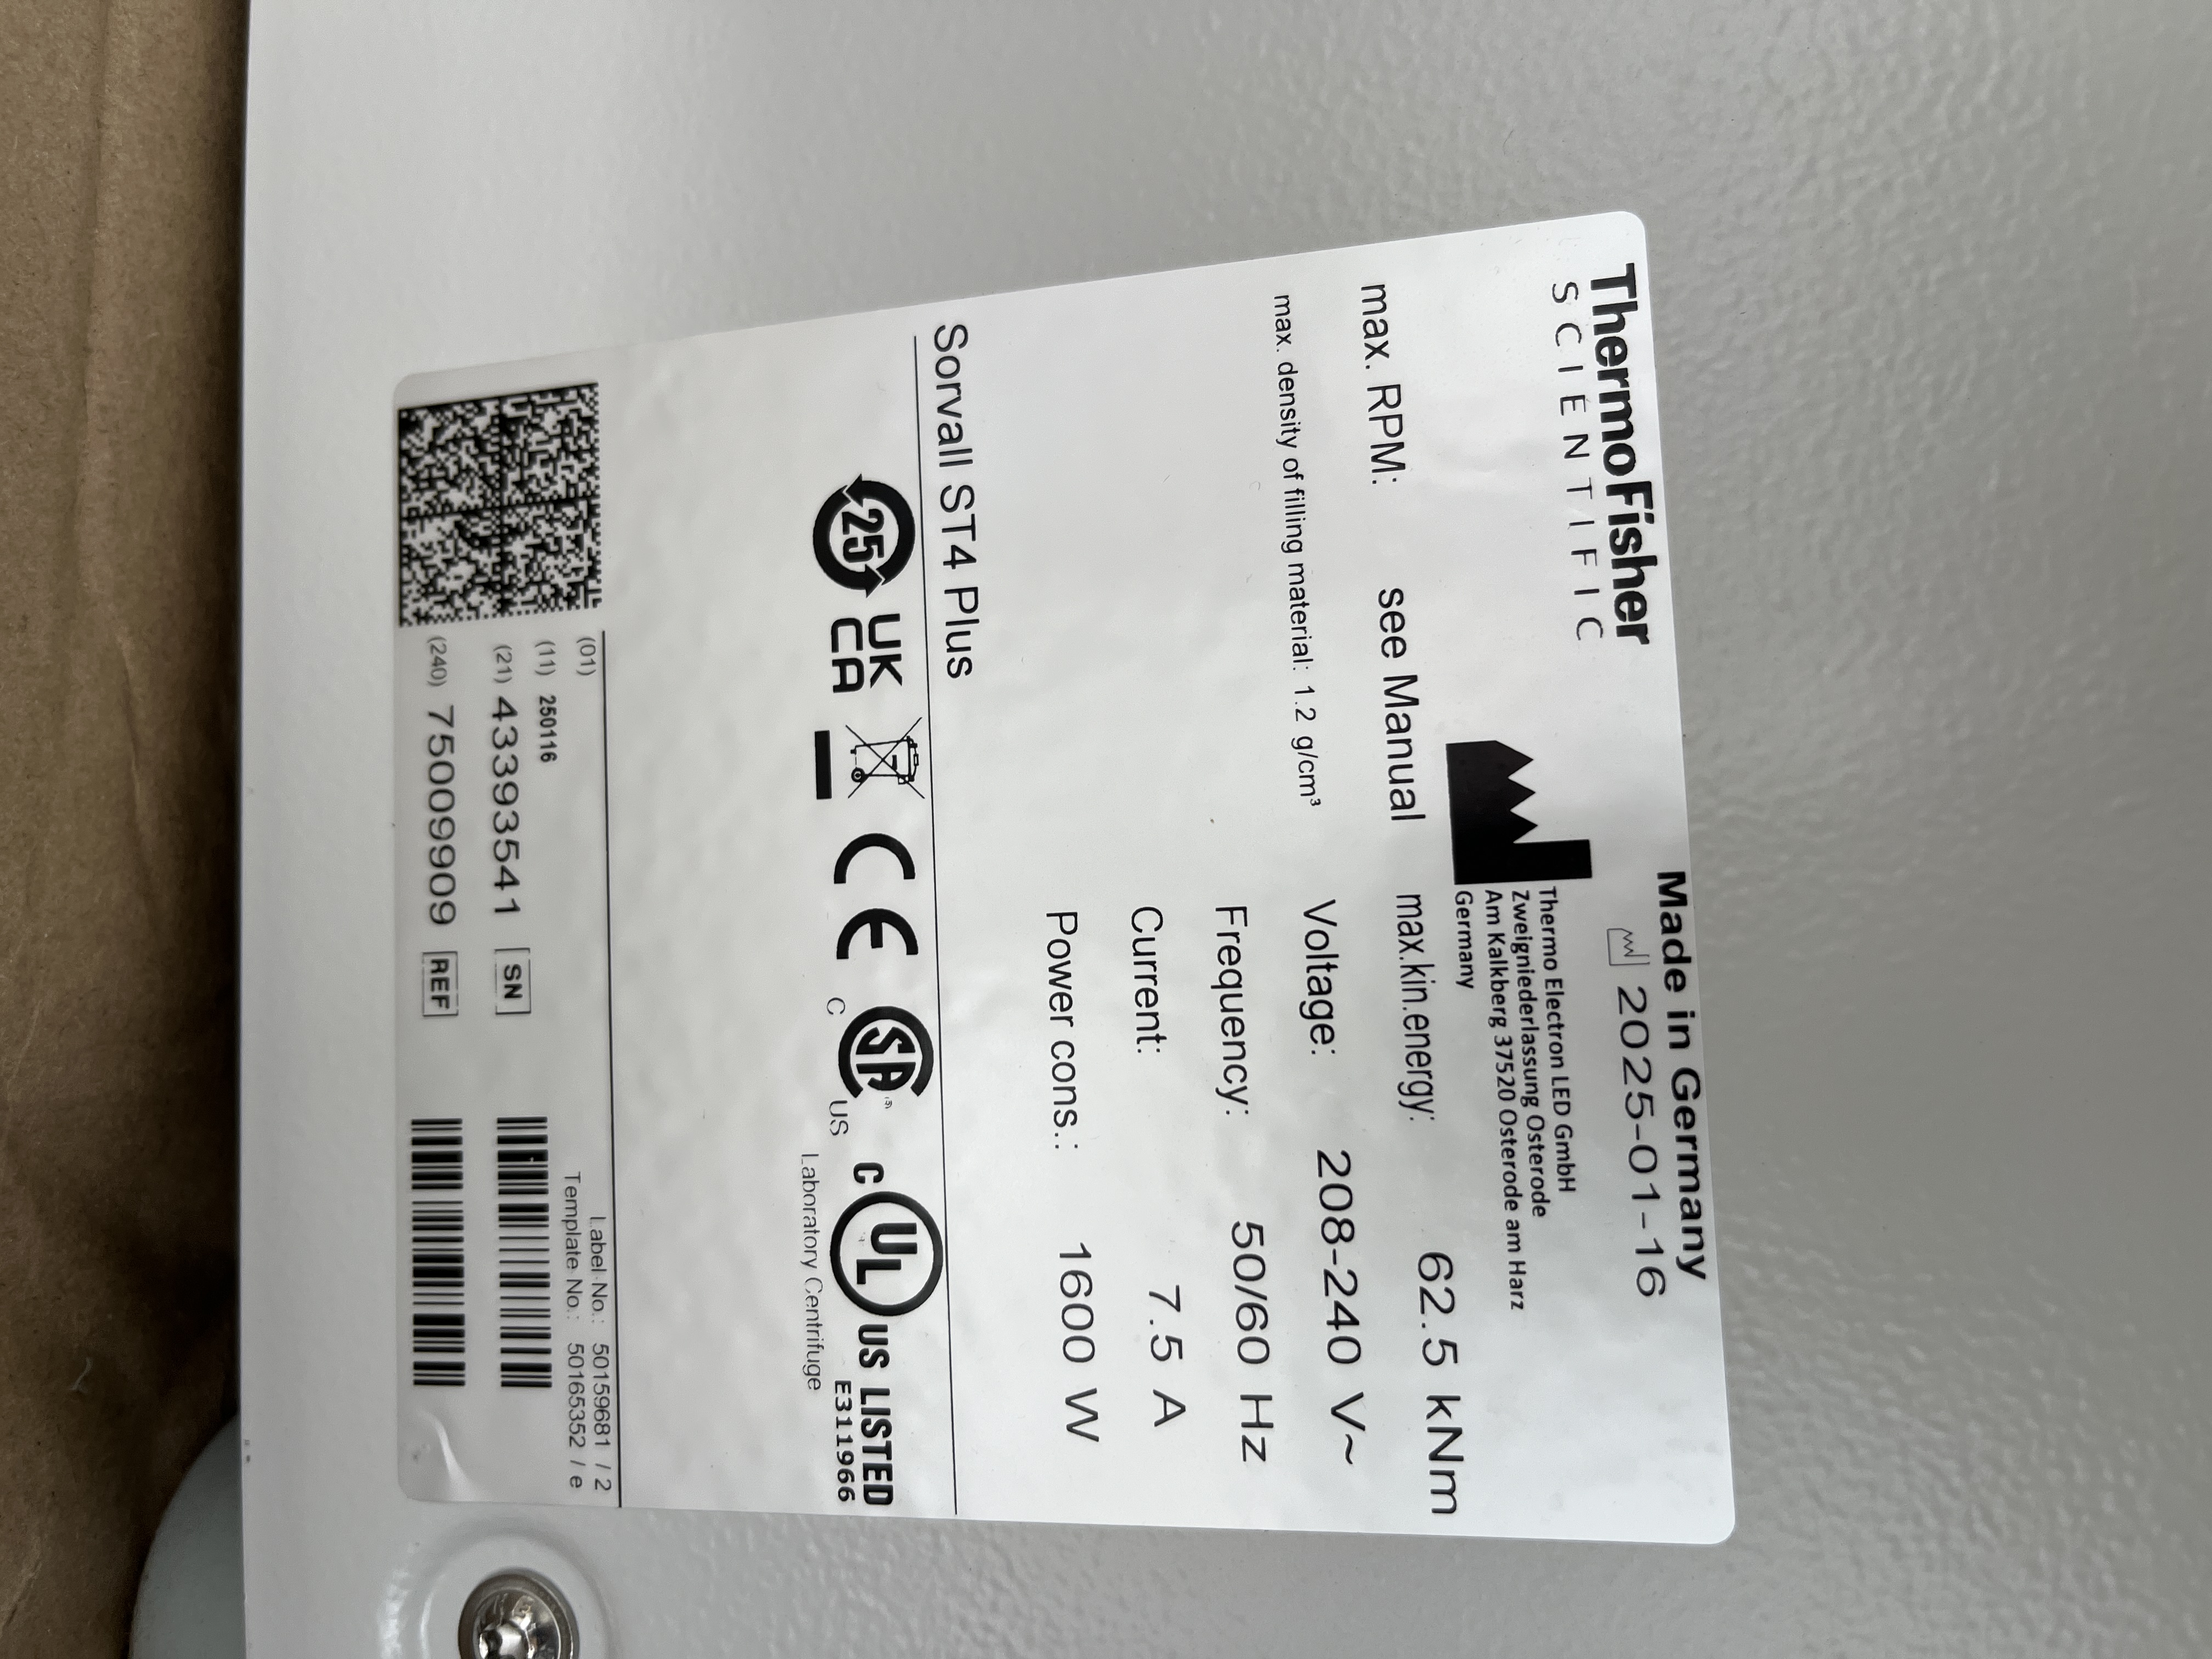 ThermoFisher
SCIENTIFIC
Made in Germany
2025-01-16
Thermo Electron LED GmbH
Zweigniederlassung Osterode
Am Kalkberg 37520 Osterode am Harz
Germany
max. RPM: see Manual max.kin.energy: 62.5 kNm
max. density of filling material: 1.2 g/cm³ Voltage: 208-240 V~
Frequency: 50/60 Hz
Current: 7.5 A
Power cons.: 1600 W
Sorvall ST4 Plus
25 UK CA CE C SA US C UL US LISTED
E311966
Laboratory Centrifuge
(01) Label No.: 50159681 / 2
(11) 250116 Template No.: 50165352 / e
(21) 43393541 SN
(240) 75009909 REF